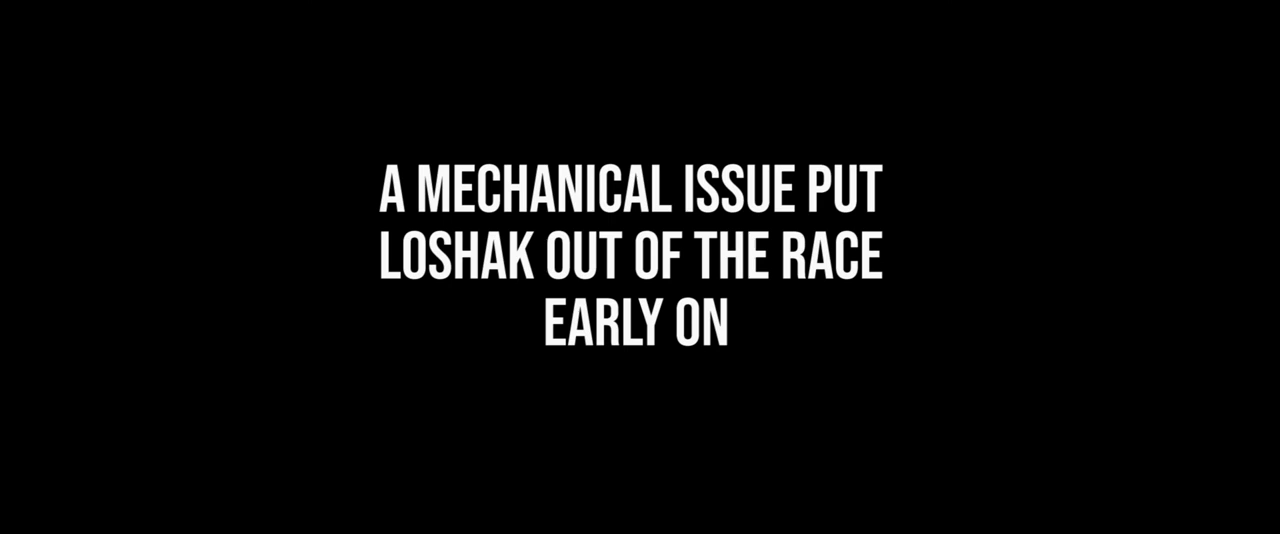 A MECHANICAL ISSUE PUT
LOSHAK OUT OF THE RACE
EARLY ON